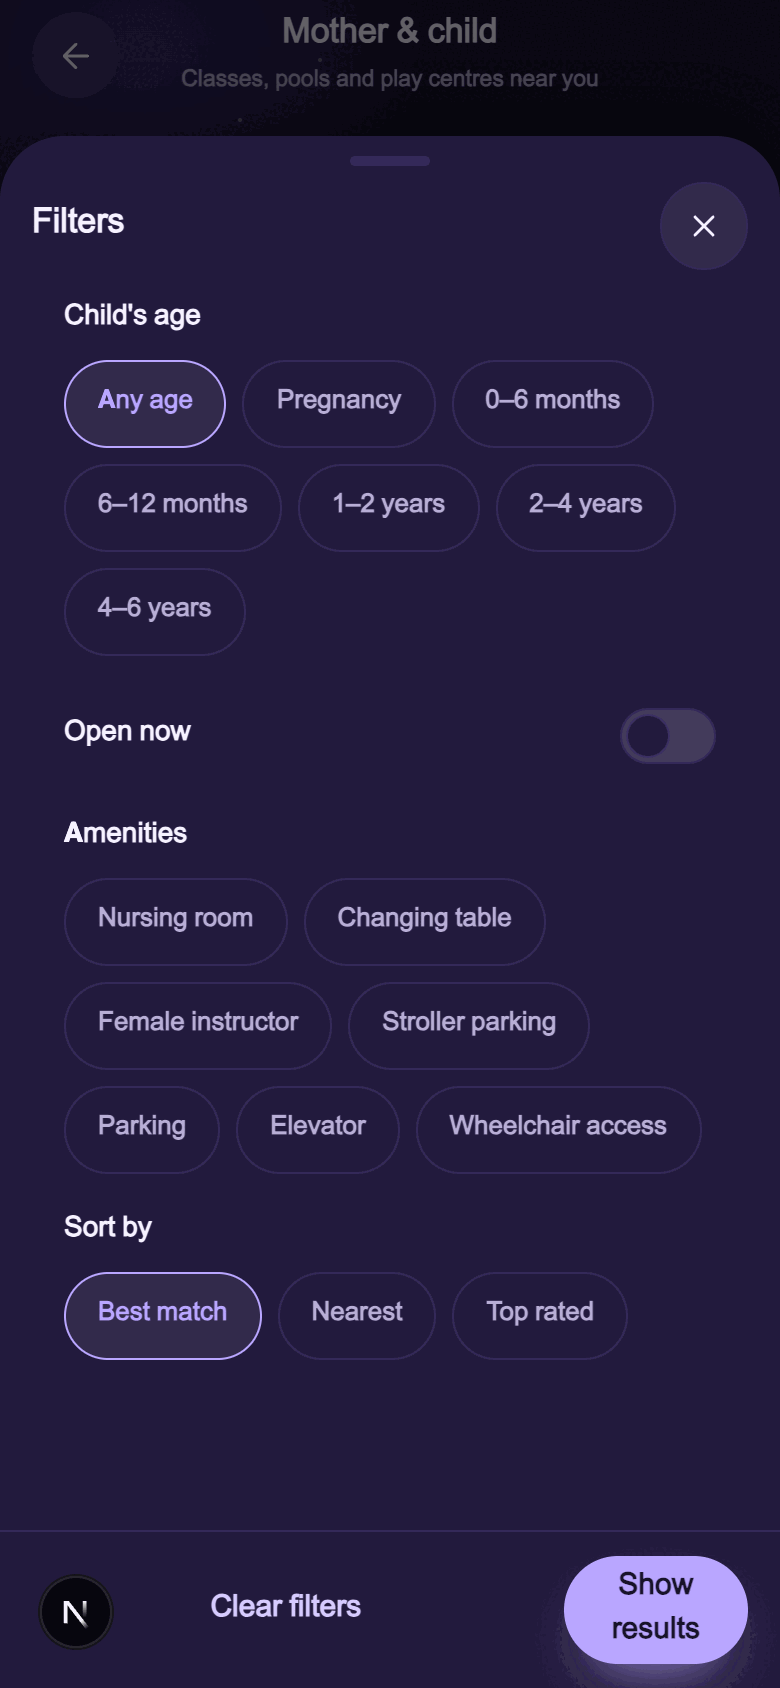 Mother & child
Classes, pools and play centres near you
Filters
Child's age
Any age
Pregnancy
0–6 months
6–12 months
1–2 years
2–4 years
4–6 years
Open now
Amenities
Nursing room
Changing table
Female instructor
Stroller parking
Parking
Elevator
Wheelchair access
Sort by
Best match
Nearest
Top rated
N
Clear filters
Show
results